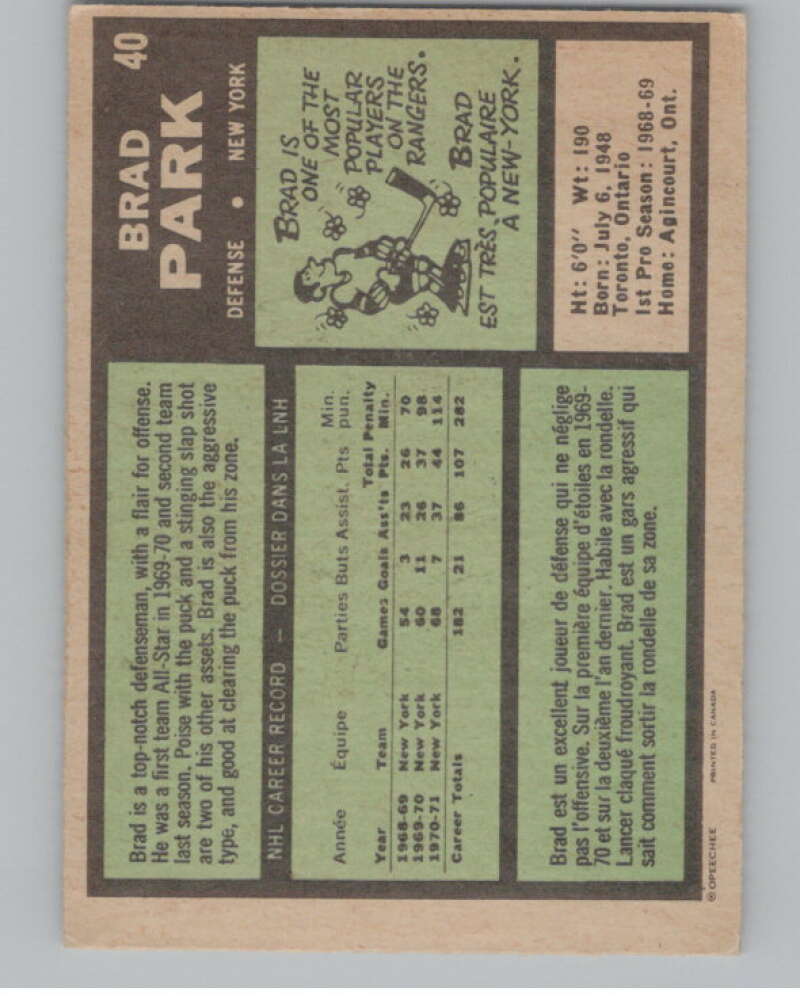 BRAD 40
PARK
DEFENSE • NEW YORK
Brad is a top-notch defenseman, with a flair for offense.
He was a first team All-Star in 1969-70 and second team
last season. Poise with the puck and a stinging slap shot
are two of his other assets. Brad is also the aggressive
type, and good at clearing the puck from his zone.
BRAD IS
ONE OF THE
MOST
POPULAR
PLAYERS
ON THE
RANGERS.
BRAD
EST TRÈS POPULAIRE
A NEW-YORK.
NHL CAREER RECORD — DOSSIER DANS LA LNH
Année Équipe Parties Buts Assist. Pts Min. pun.
Year Team Games Goals Ass'ts Total Pts. Penalty Min.
1968-69 New York 54 3 23 26 70
1969-70 New York 60 11 26 37 98
1970-71 New York 68 7 37 44 114
Career Totals 182 21 86 107 282
Brad est un excellent joueur de défense qui ne néglige
pas l'offensive. Sur la première équipe d'étoiles en 1969-
70 et sur la deuxième l'an dernier. Habile avec la rondelle.
Lancer claqué froudroyant. Brad est un gars agressif qui
sait comment sortir la rondelle de sa zone.
Ht: 6'0" Wt: 190
Born: July 6, 1948
Toronto, Ontario
1st Pro Season: 1968-69
Home: Agincourt, Ont.
© OPEECHEE PRINTED IN CANADA